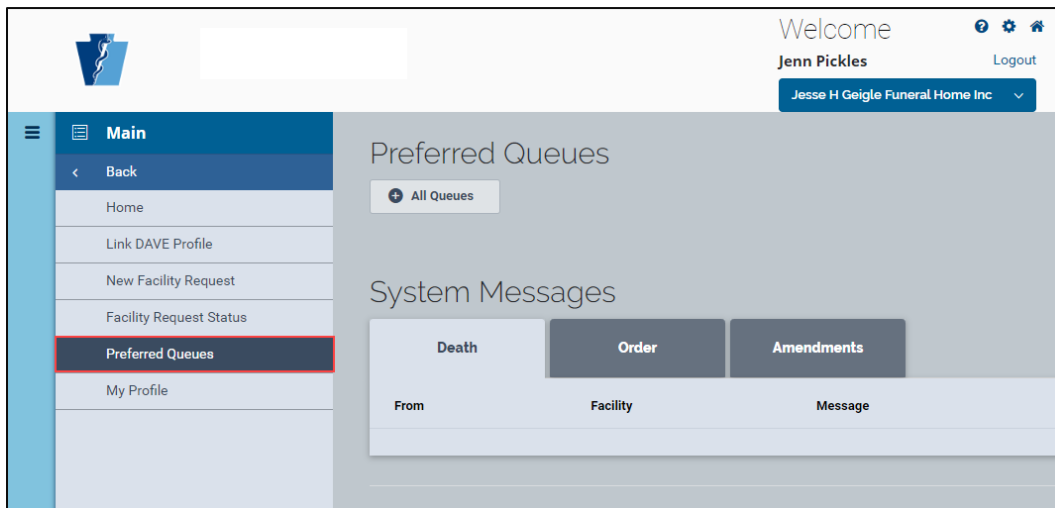 Welcome
Jenn Pickles
Logout
Jesse H Geigle Funeral Home Inc
Main
Back
Home
Link DAVE Profile
New Facility Request
Facility Request Status
Preferred Queues
My Profile
Preferred Queues
All Queues
System Messages
Death Order Amendments
From Facility Message